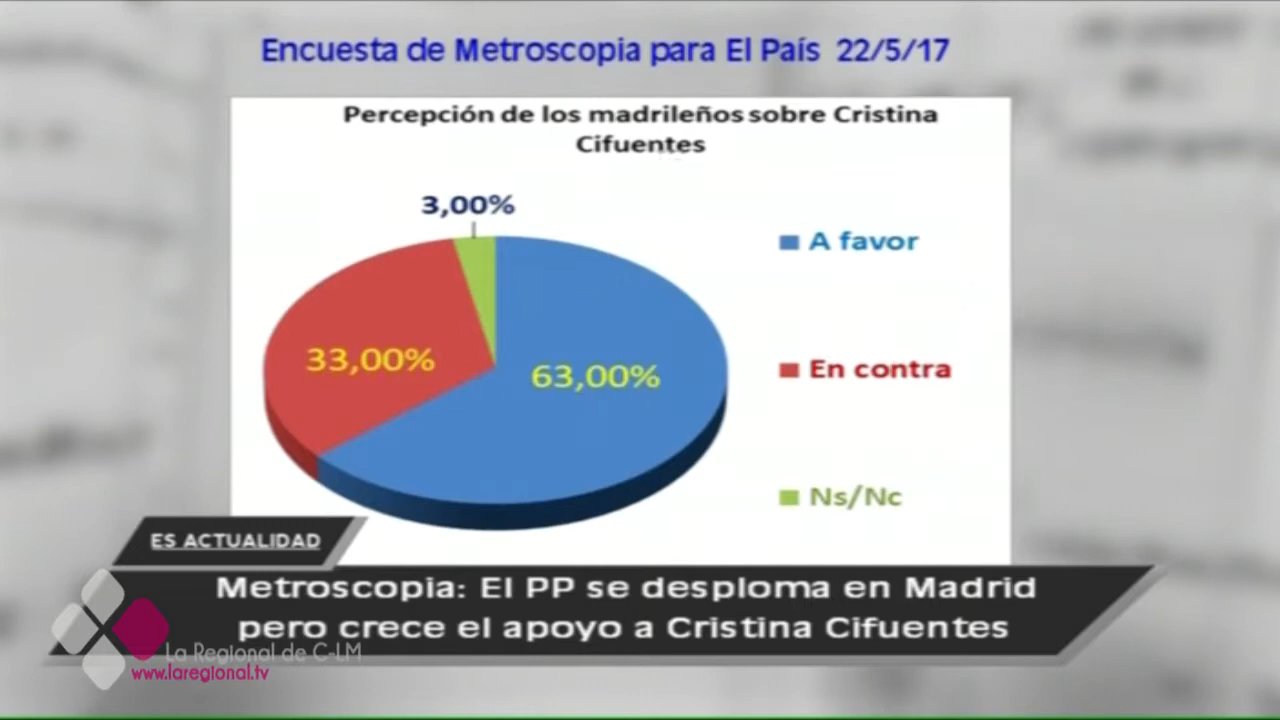 Encuesta de Metroscopia para El País 22/5/17
Percepción de los madrileños sobre Cristina
Cifuentes
3,00%
33,00%
63,00%
A favor
En contra
Ns/Nc
ES ACTUALIDAD
Metroscopia: El PP se desploma en Madrid
pero crece el apoyo a Cristina Cifuentes
La Regional de C-LM
www.laregional.tv